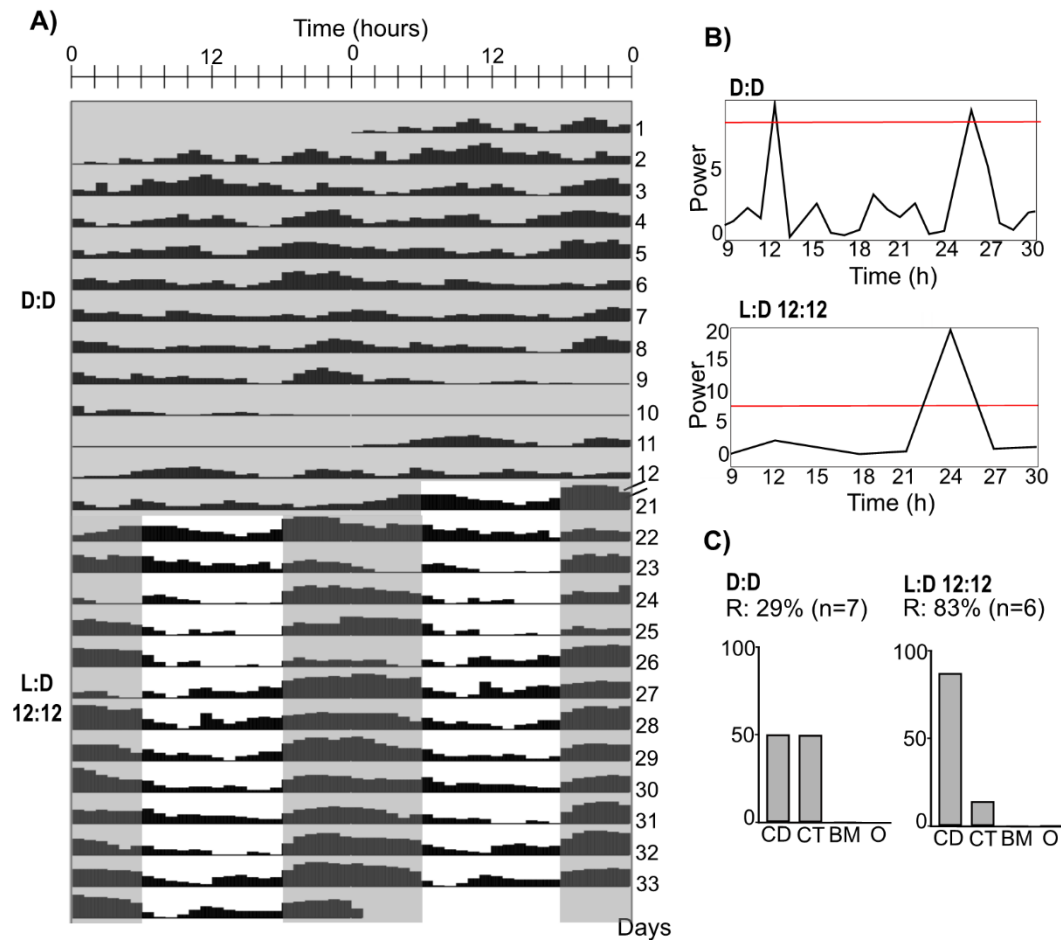 A)
Time (hours)
0 12 0 12 0
1
2
3
4
5
6
7
8
9
10
11
12
21
22
23
24
25
26
27
28
29
30
31
32
33
Days
D:D
L:D
12:12
B)
D:D
Power
5
0
9 12 15 18 21 24 27 30
Time (h)
L:D 12:12
Power
20
15
10
5
0
9 12 15 18 21 24 27 30
Time (h)
C)
D:D
R: 29% (n=7)
100
50
0
CD CT BM O
L:D 12:12
R: 83% (n=6)
100
50
0
CD CT BM O